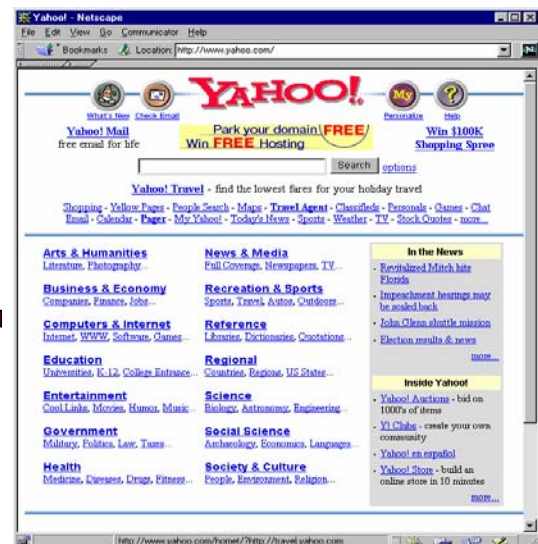 Yahoo! - Netscape
File Edit View Go Communicator Help
Bookmarks Location: http://www.yahoo.com/
YAHOO!
What's New Check Email
My
?
Personalize Help
Yahoo! Mail
free email for life
Park your domain FREE
Win FREE Hosting
Win $100K
Shopping Spree
Search options
Yahoo! Travel - find the lowest fares for your holiday travel
Shopping - Yellow Pages - People Search - Maps - Travel Agent - Classifieds - Personals - Games - Chat
Email - Calendar - Pager - My Yahoo! - Today's News - Sports - Weather - TV - Stock Quotes - more...
Arts & Humanities
Literature, Photography...
Business & Economy
Companies, Finance, Jobs...
Computers & Internet
Internet, WWW, Software, Games...
Education
Universities, K-12, College Entrance...
Entertainment
Cool Links, Movies, Humor, Music...
Government
Military, Politics, Law, Taxes...
Health
Medicine, Diseases, Drugs, Fitness...
News & Media
Full Coverage, Newspapers, TV...
Recreation & Sports
Sports, Travel, Autos, Outdoors...
Reference
Libraries, Dictionaries, Quotations...
Regional
Countries, Regions, US States...
Science
Biology, Astronomy, Engineering...
Social Science
Archaeology, Economics, Languages...
Society & Culture
People, Environment, Religion...
In the News
Revitalized Mitch hits
Florida
Impeachment hearings may
be scaled back
John Glenn shuttle mission
Election results & news
more...
Inside Yahoo!
Yahoo! Auctions - bid on
1000's of items
Y! Clubs - create your own
community
Yahoo! en español
Yahoo! Store - build an
online store in 10 minutes
more...
http://www.yahoo.com/homet/?http://travel.yahoo.com